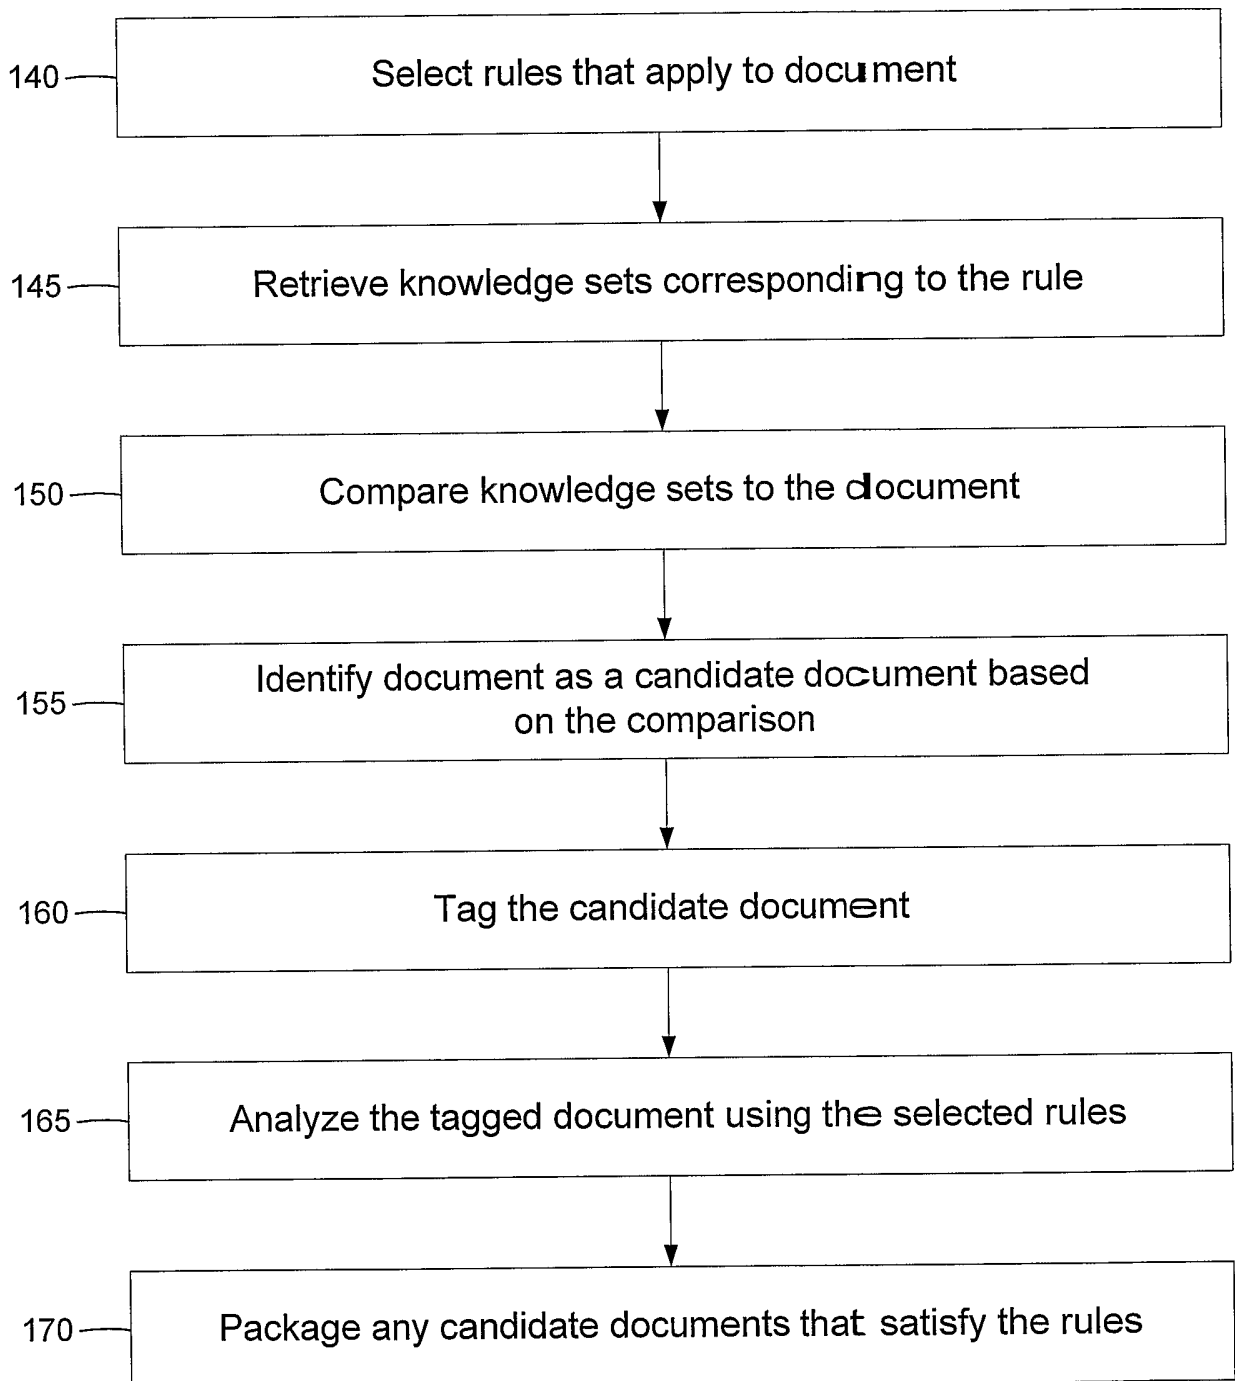 140
Select rules that apply to document
145
Retrieve knowledge sets corresponding to the rule
150
Compare knowledge sets to the document
155
Identify document as a candidate document based
on the comparison
160
Tag the candidate document
165
Analyze the tagged document using the selected rules
170
Package any candidate documents that satisfy the rules